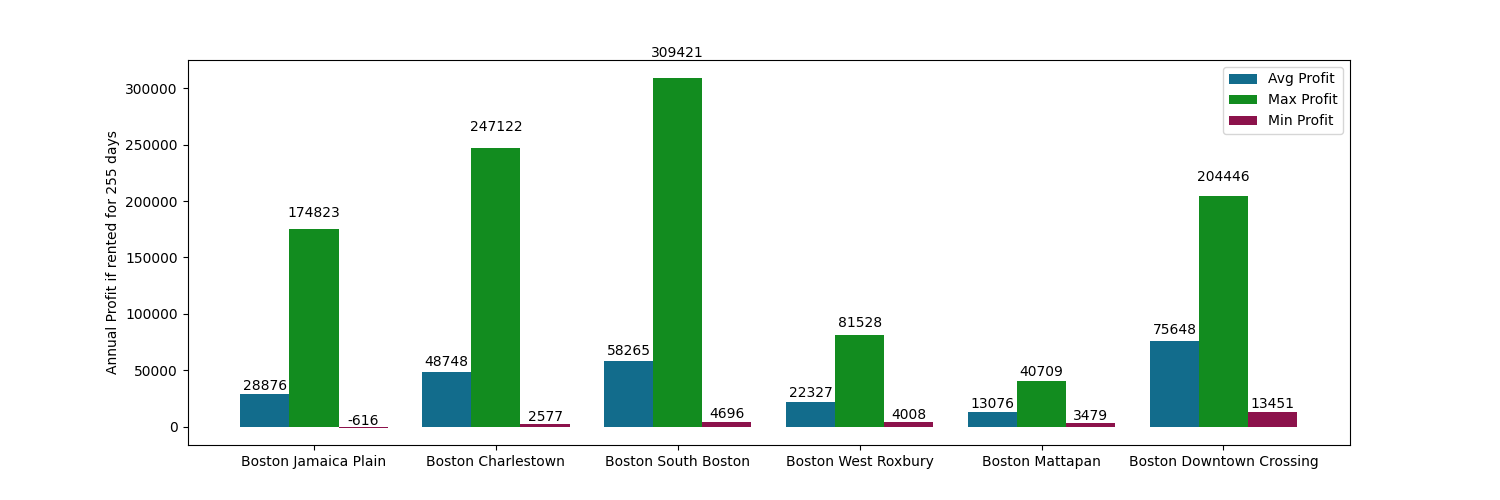 309421
Avg Profit
Max Profit
Min Profit
300000
250000
200000
150000
100000
50000
0
Annual Profit if rented for 255 days
28876
174823
-616
48748
247122
2577
58265
4696
22327
81528
4008
13076
40709
3479
75648
204446
13451
Boston Jamaica Plain
Boston Charlestown
Boston South Boston
Boston West Roxbury
Boston Mattapan
Boston Downtown Crossing